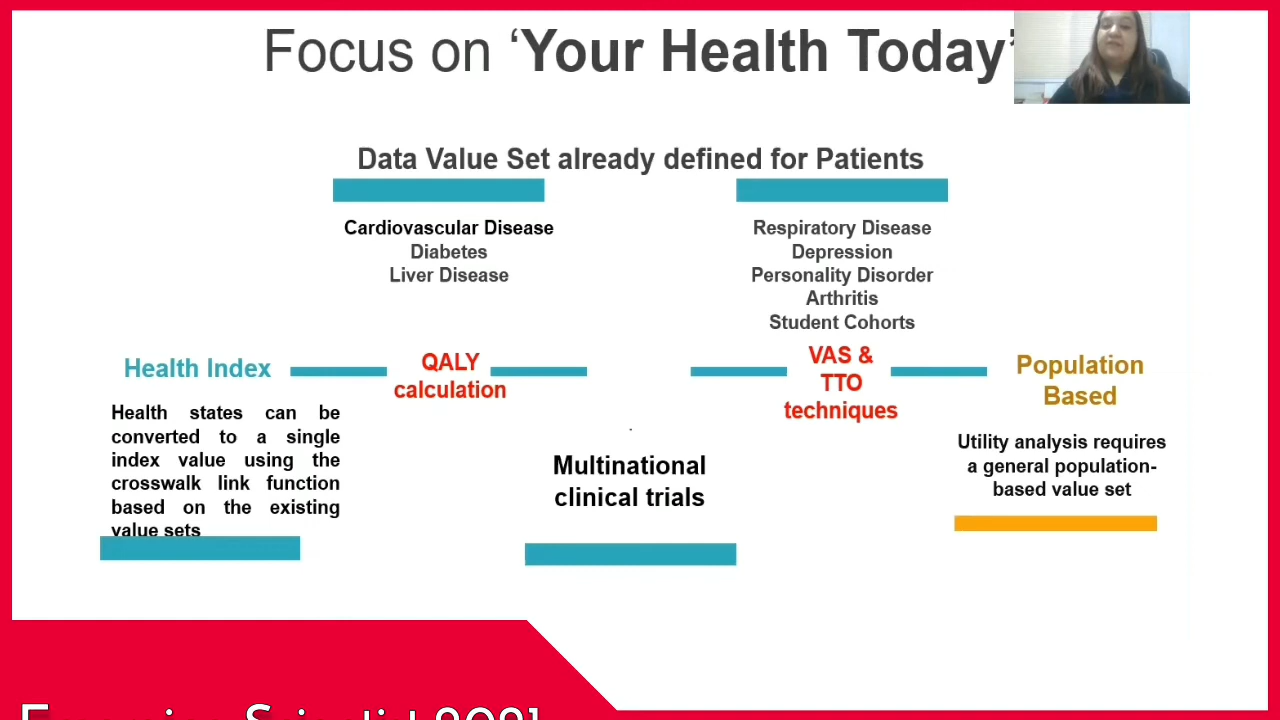 Focus on ‘Your Health Today’
Data Value Set already defined for Patients
Cardiovascular Disease
Diabetes
Liver Disease
Respiratory Disease
Depression
Personality Disorder
Arthritis
Student Cohorts
Health Index
QALY
calculation
VAS &
TTO
techniques
Population
Based
Health states can be
converted to a single
index value using the
crosswalk link function
based on the existing
value sets
Multinational
clinical trials
Utility analysis requires
a general population-
based value set
Scientist 2021